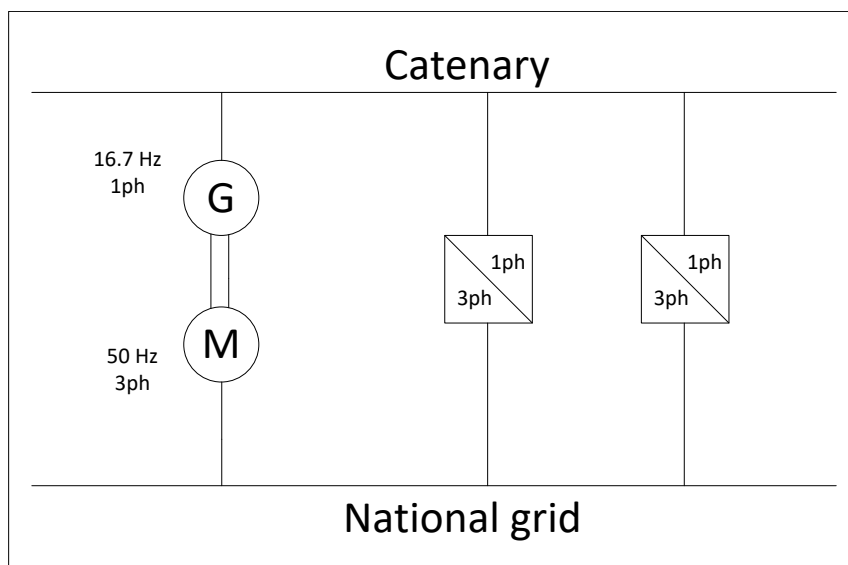 Catenary
16.7 Hz
1ph
G
1ph
3ph
1ph
3ph
M
50 Hz
3ph
National grid